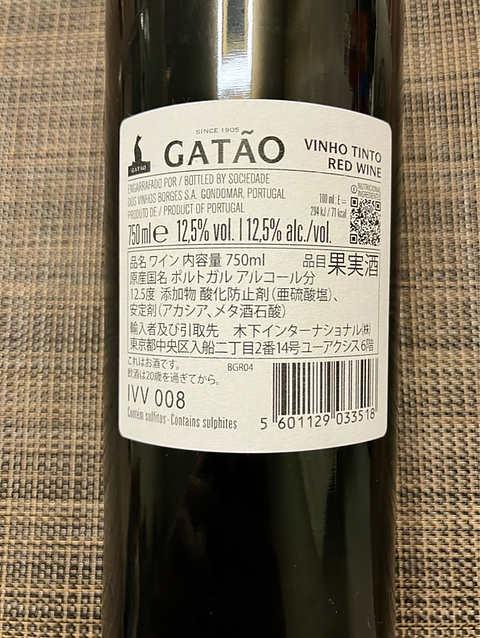 SINCE 1905
GATÃO
GATÃO
VINHO TINTO
RED WINE
ENGARRAFADO POR / BOTTLED BY SOCIEDADE
DOS VINHOS BORGES S.A. GONDOMAR, PORTUGAL
PRODUTO DE / PRODUCT OF PORTUGAL
NUTRICIONAL
INGREDIENTES
100 ml : E =
294 kJ / 71 kcal
750 ml e 12,5% vol. | 12,5% alc./vol.
品名 ワイン 内容量 750ml 品目 果実酒
原産国名 ポルトガル アルコール分
12.5度 添加物 酸化防止剤（亜硫酸塩）、
安定剤（アカシア、メタ酒石酸）
輸入者及び引取先 木下インターナショナル㈱
東京都中央区入船二丁目2番14号ユーアクシス6階
これはお酒です。
飲酒は20歳を過ぎてから。
BGR04
IVV 008
Contém sulfitos · Contains sulphites
5 601129 033518